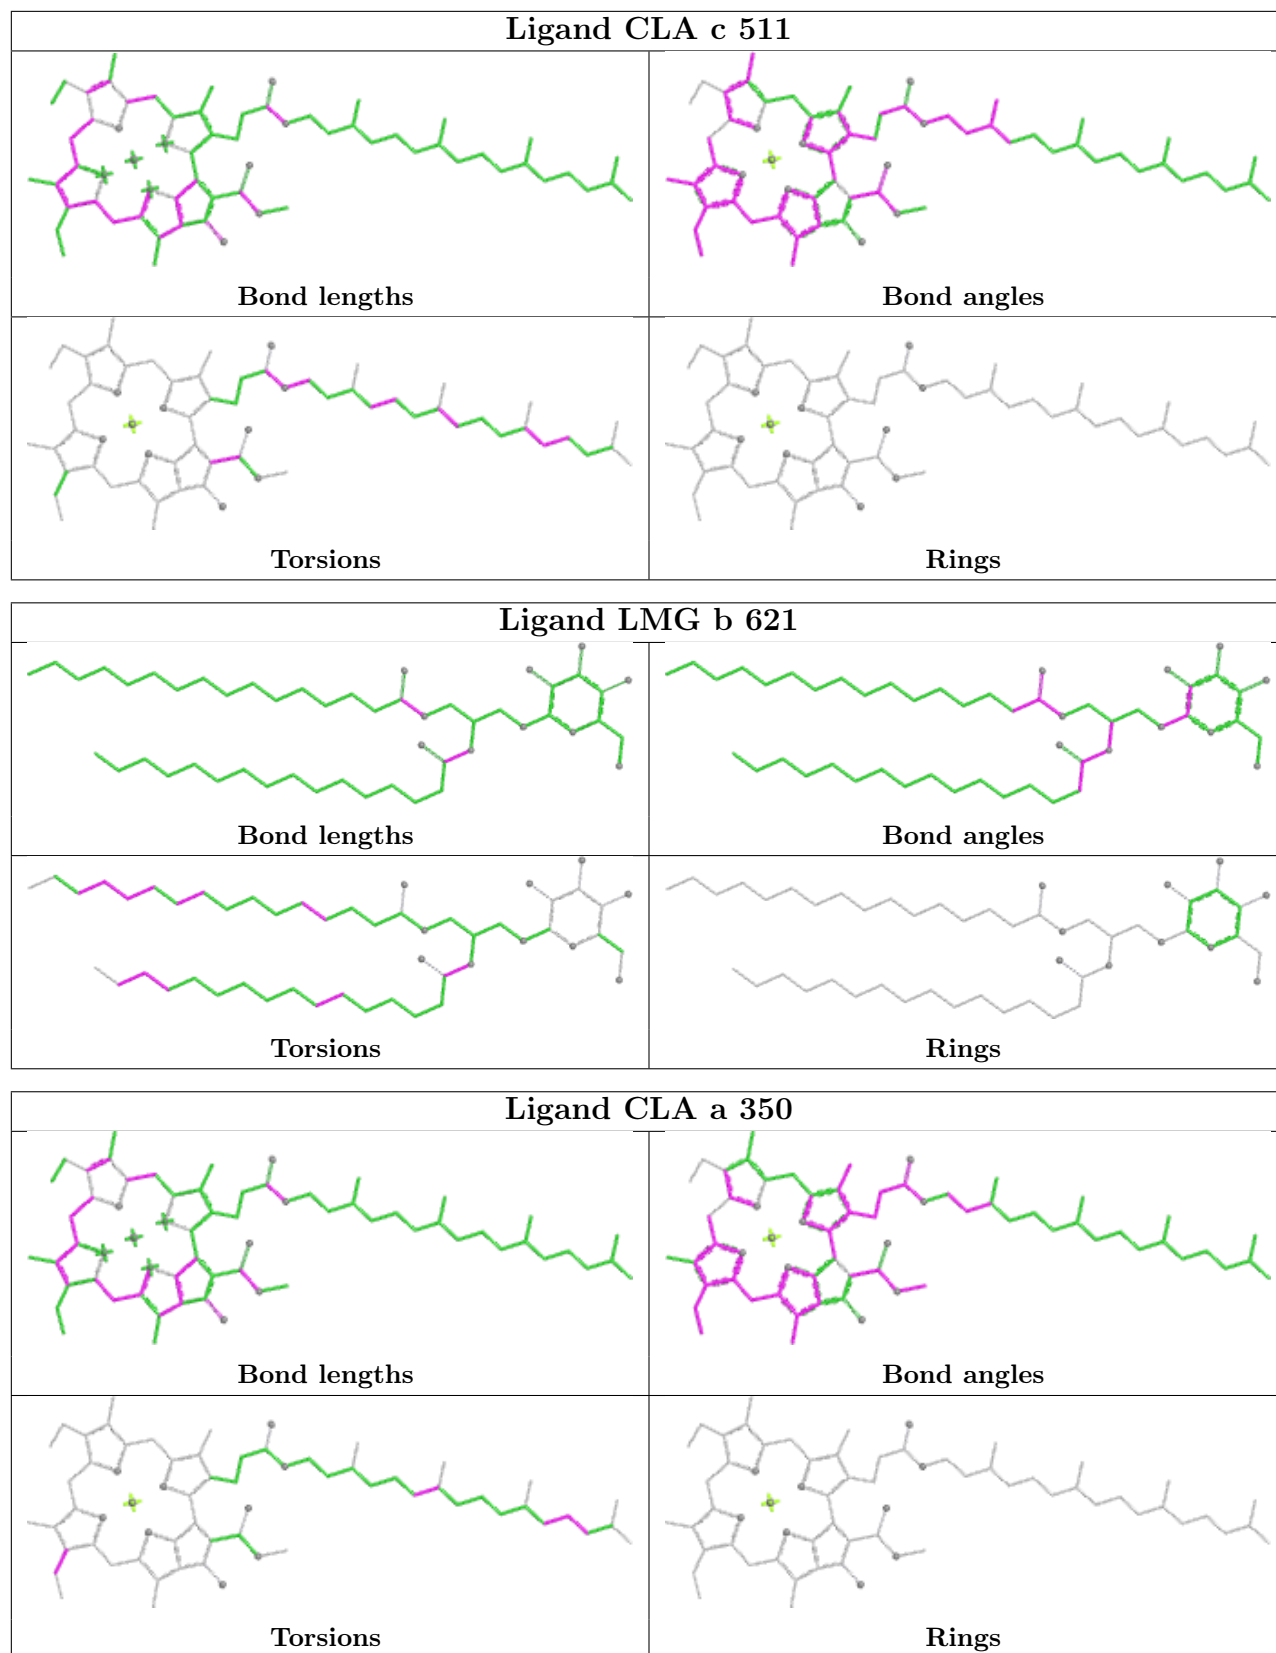 Ligand CLA c 511
Bond lengths
Bond angles
Torsions
Rings
Ligand LMG b 621
Bond lengths
Bond angles
Torsions
Rings
Ligand CLA a 350
Bond lengths
Bond angles
Torsions
Rings